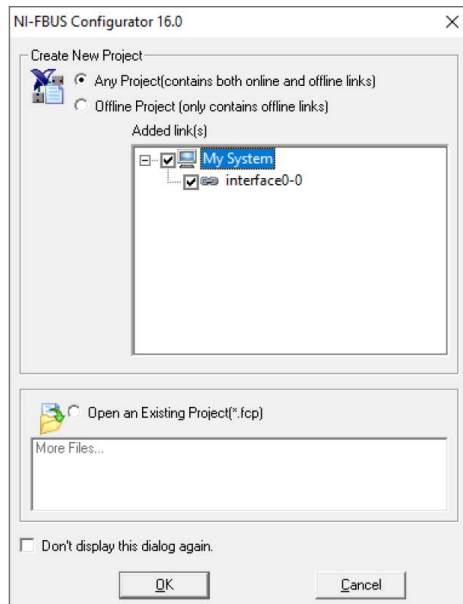 NI-FBUS Configurator 16.0
Create New Project
Any Project(contains both online and offline links)
Offline Project (only contains offline links)
Added link(s)
My System
interface0-0
Open an Existing Project(*.fcp)
More Files...
Don't display this dialog again.
OK
Cancel